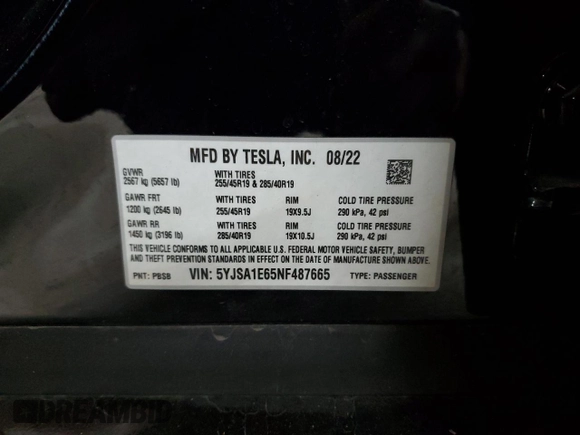 MFD BY TESLA, INC. 08/22
GVWR WITH TIRES
2567 kg (5657 lb) 255/45R19 & 285/40R19
GAWR FRT WITH TIRES RIM COLD TIRE PRESSURE
1200 kg (2645 lb) 255/45R19 19X9.5J 290 kPa, 42 psi
GAWR RR WITH TIRES RIM COLD TIRE PRESSURE
1450 kg (3196 lb) 285/40R19 19X10.5J 290 kPa, 42 psi
THIS VEHICLE CONFORMS TO ALL APPLICABLE U.S. FEDERAL MOTOR VEHICLE SAFETY, BUMPER
AND THEFT PREVENTION STANDARDS IN EFFECT ON THE DATE OF MANUFACTURE SHOWN ABOVE.
PNT: PBSB VIN: 5YJSA1E65NF487665 TYPE: PASSENGER
DREAMBID